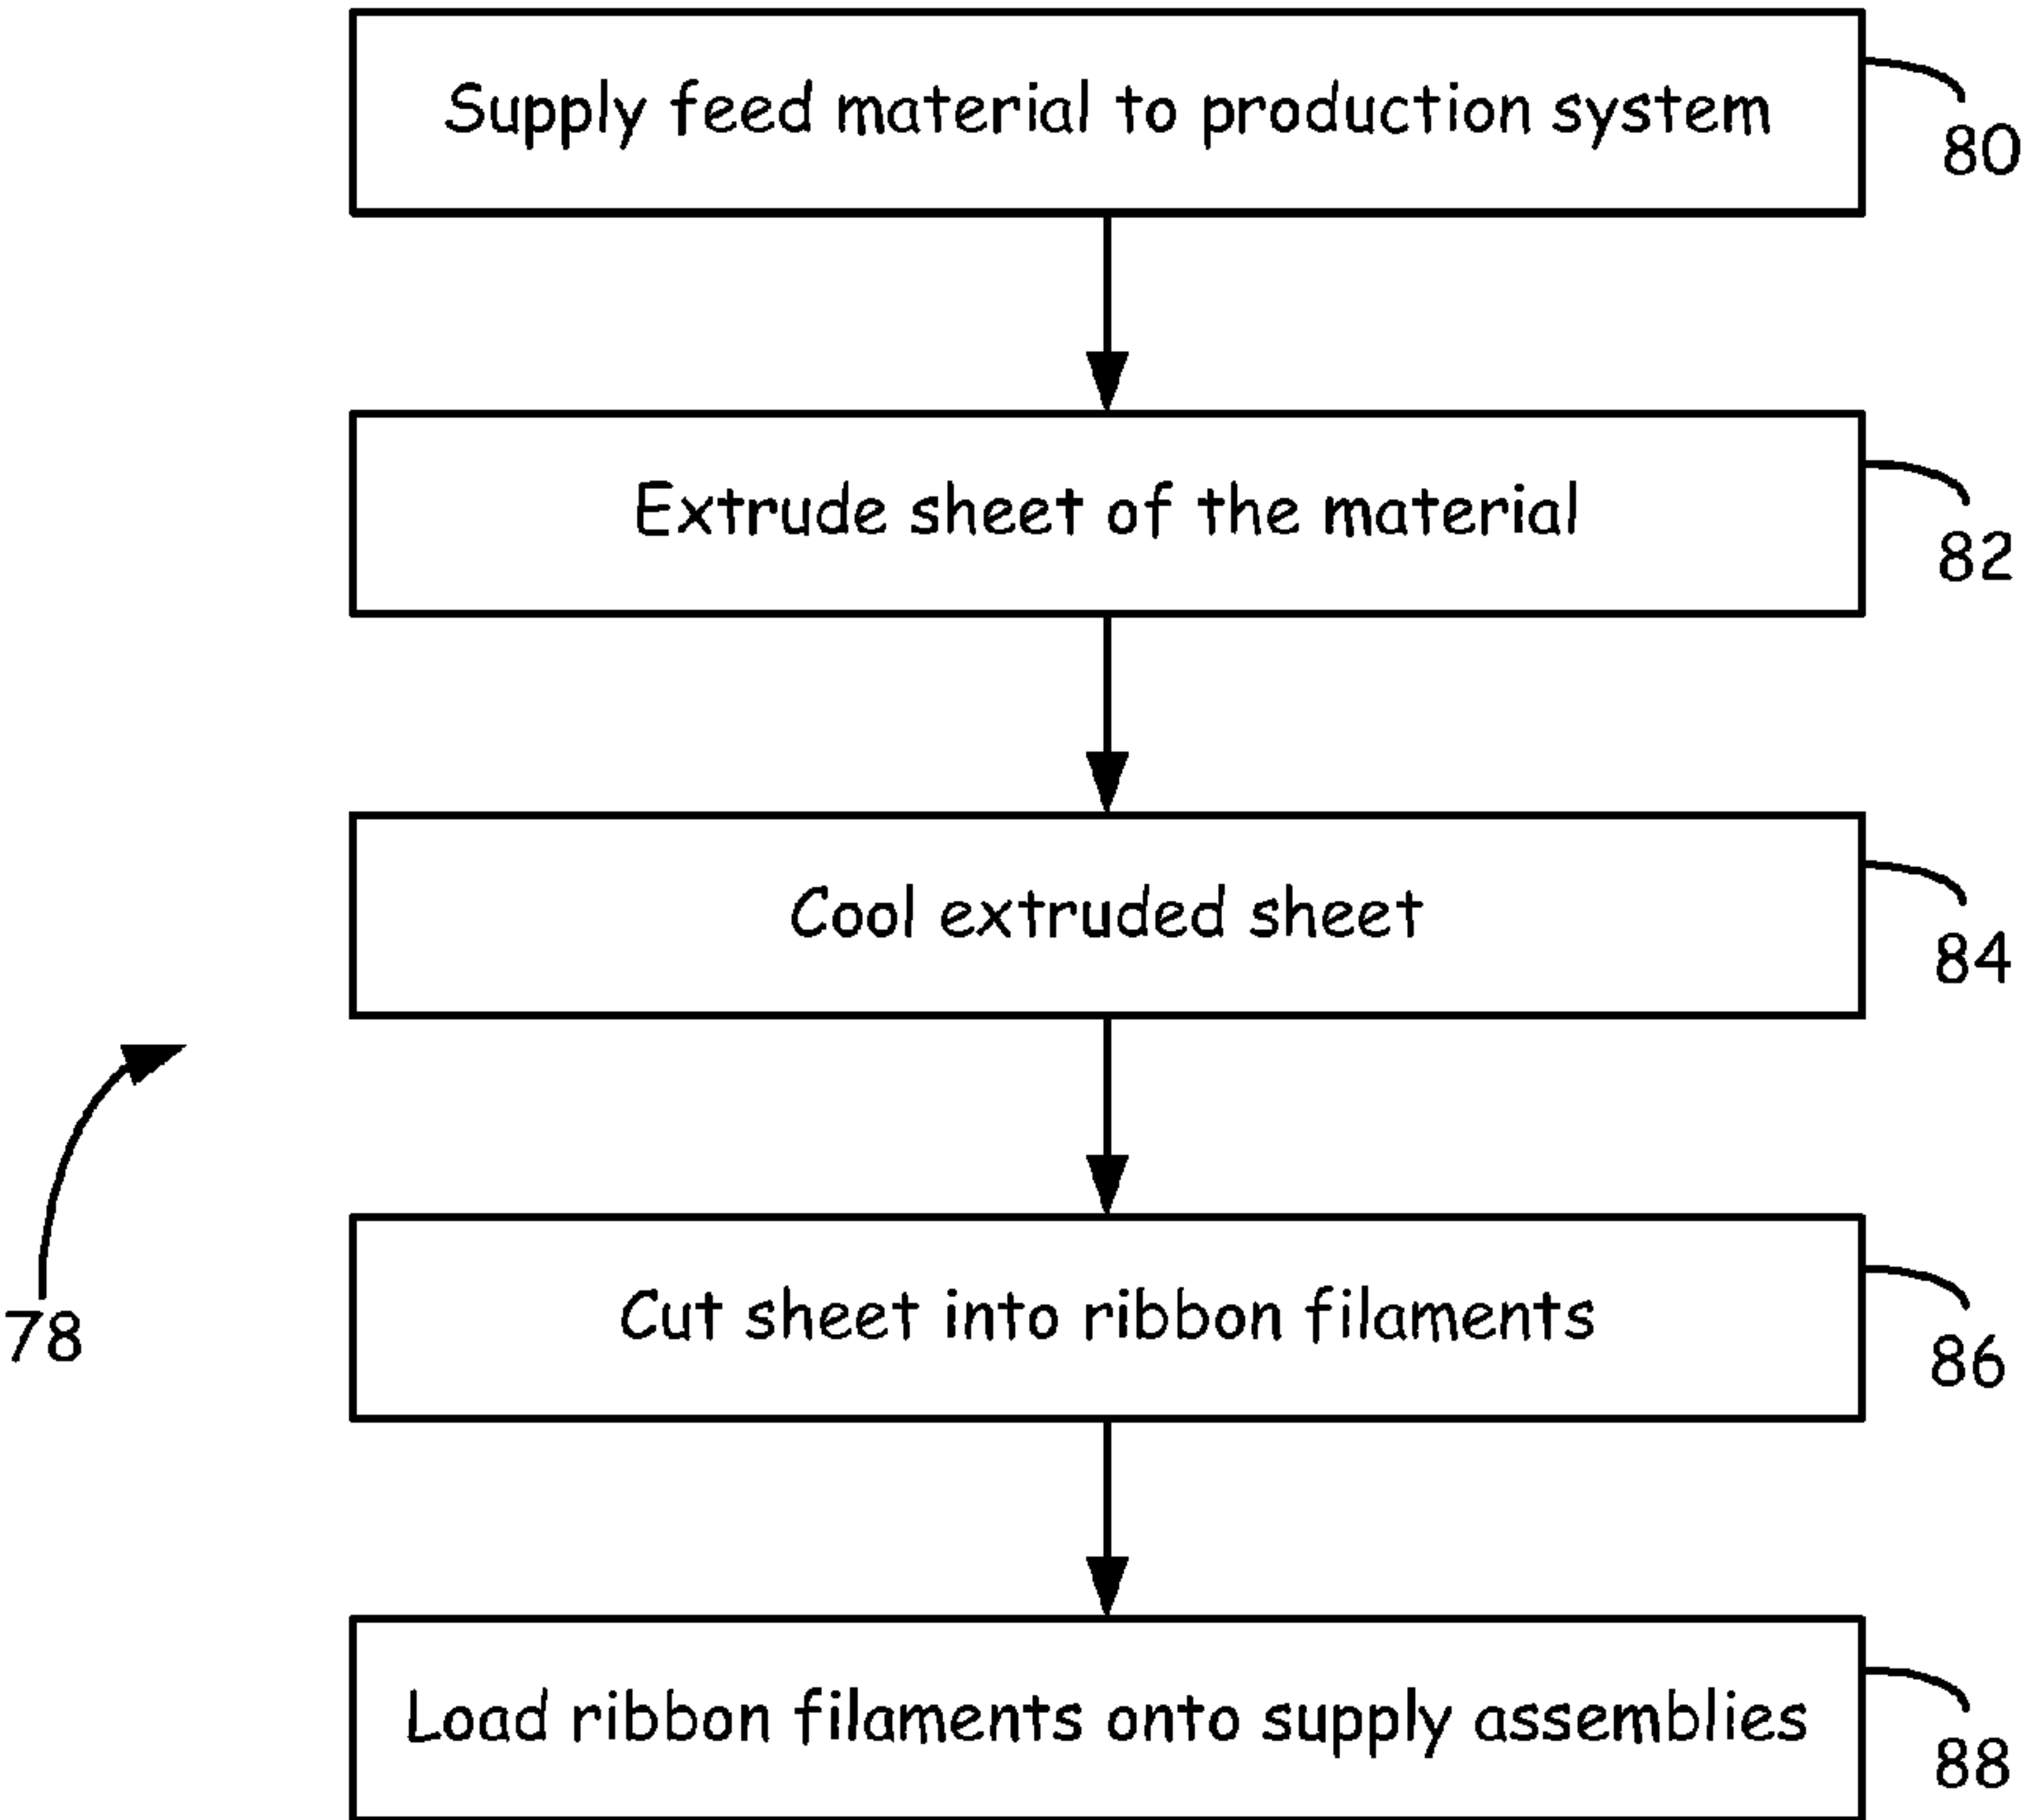 Supply feed material to production system
80
Extrude sheet of the material
82
Cool extruded sheet
84
78
Cut sheet into ribbon filaments
86
Load ribbon filaments onto supply assemblies
88